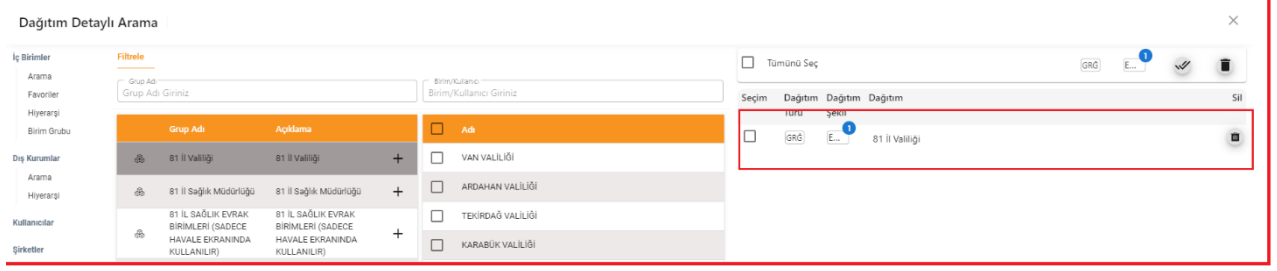 Dağıtım Detaylı Arama
İç Birimler
Arama
Favoriler
Hiyerarşi
Birim Grubu
Dış Kurumlar
Arama
Hiyerarşi
Kullanıcılar
Şirketler
Filtrele
Grup Adı
Grup Adı Giriniz
Birim/Kullanıcı
Birim/Kullanıcı Giriniz
Grup Adı Açıklama
81 İl Valiliği 81 İl Valiliği +
81 İl Sağlık Müdürlüğü 81 İl Sağlık Müdürlüğü +
81 İL SAĞLIK EVRAK 81 İL SAĞLIK EVRAK
BİRİMLERİ (SADECE BİRİMLERİ (SADECE
HAVALE EKRANINDA HAVALE EKRANINDA +
KULLANILIR) KULLANILIR)
Adı
VAN VALİLİĞİ
ARDAHAN VALİLİĞİ
TEKİRDAĞ VALİLİĞİ
KARABÜK VALİLİĞİ
Tümünü Seç GRĞ E... 1
Seçim Dağıtım Dağıtım Dağıtım Sil
Türü Şekli
GRĞ E... 1 81 İl Valiliği